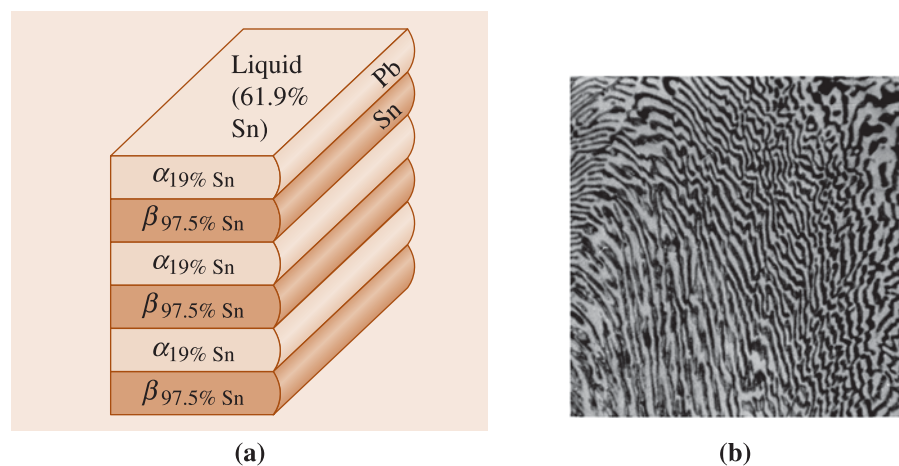 Liquid
(61.9%
Sn)
Pb
Sn
α19% Sn
β97.5% Sn
α19% Sn
β97.5% Sn
α19% Sn
β97.5% Sn
(a)
(b)